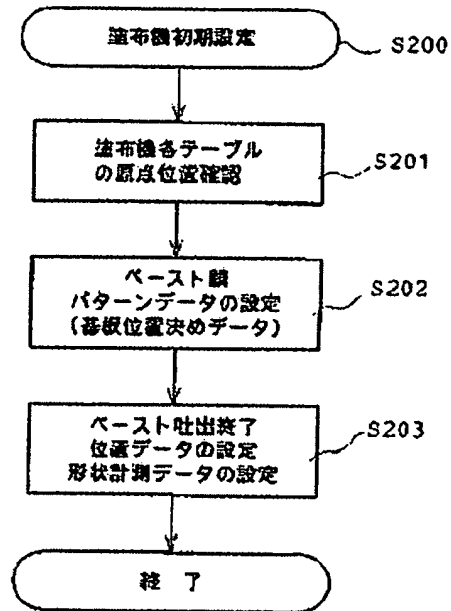 塗布機初期設定
S200
塗布機各テーブル
の原点位置確認
S201
ペースト膜
パターンデータの設定
(基板位置決めデータ)
S202
ペースト吐出終了
位置データの設定
形状計測データの設定
S203
終了